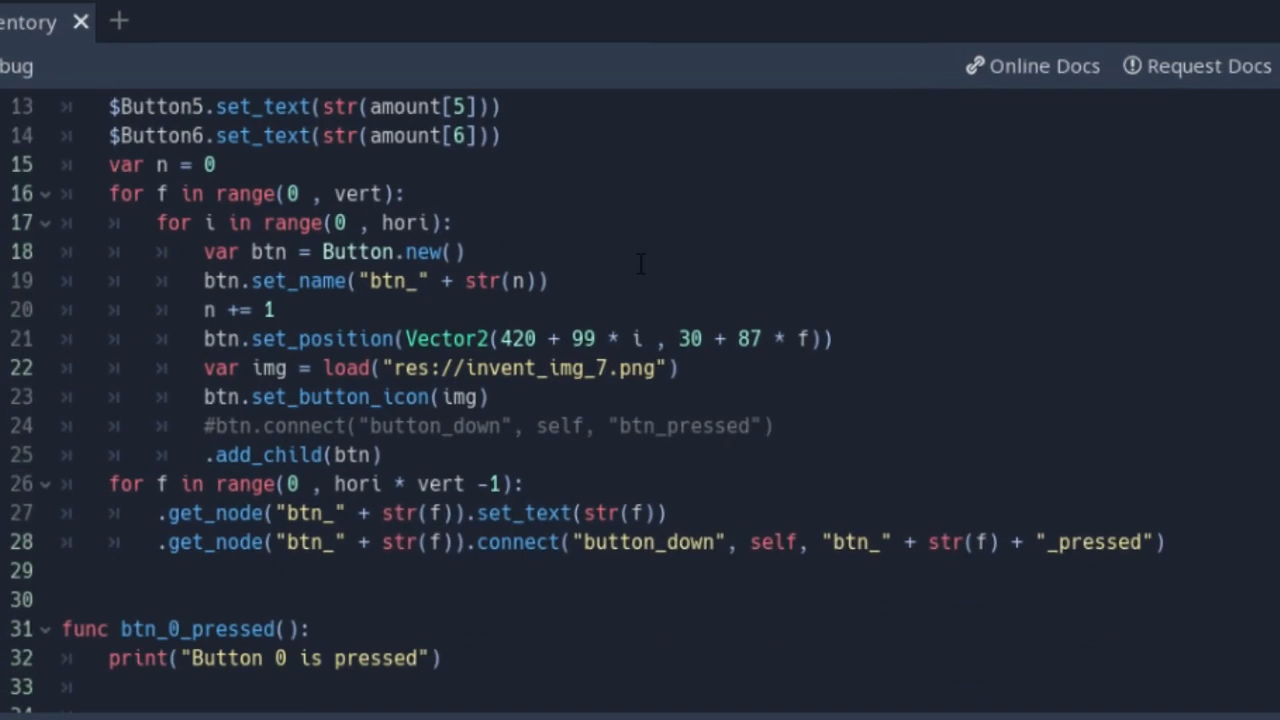 entory × +
bug Online Docs Request Docs
13 $Button5.set_text(str(amount[5]))
14 $Button6.set_text(str(amount[6]))
15 var n = 0
16 for f in range(0 , vert):
17 for i in range(0 , hori):
18 var btn = Button.new()
19 btn.set_name("btn_" + str(n))
20 n += 1
21 btn.set_position(Vector2(420 + 99 * i , 30 + 87 * f))
22 var img = load("res://invent_img_7.png")
23 btn.set_button_icon(img)
24 #btn.connect("button_down", self, "btn_pressed")
25 .add_child(btn)
26 for f in range(0 , hori * vert -1):
27 .get_node("btn_" + str(f)).set_text(str(f))
28 .get_node("btn_" + str(f)).connect("button_down", self, "btn_" + str(f) + "_pressed")
29
30
31 func btn_0_pressed():
32 print("Button 0 is pressed")
33